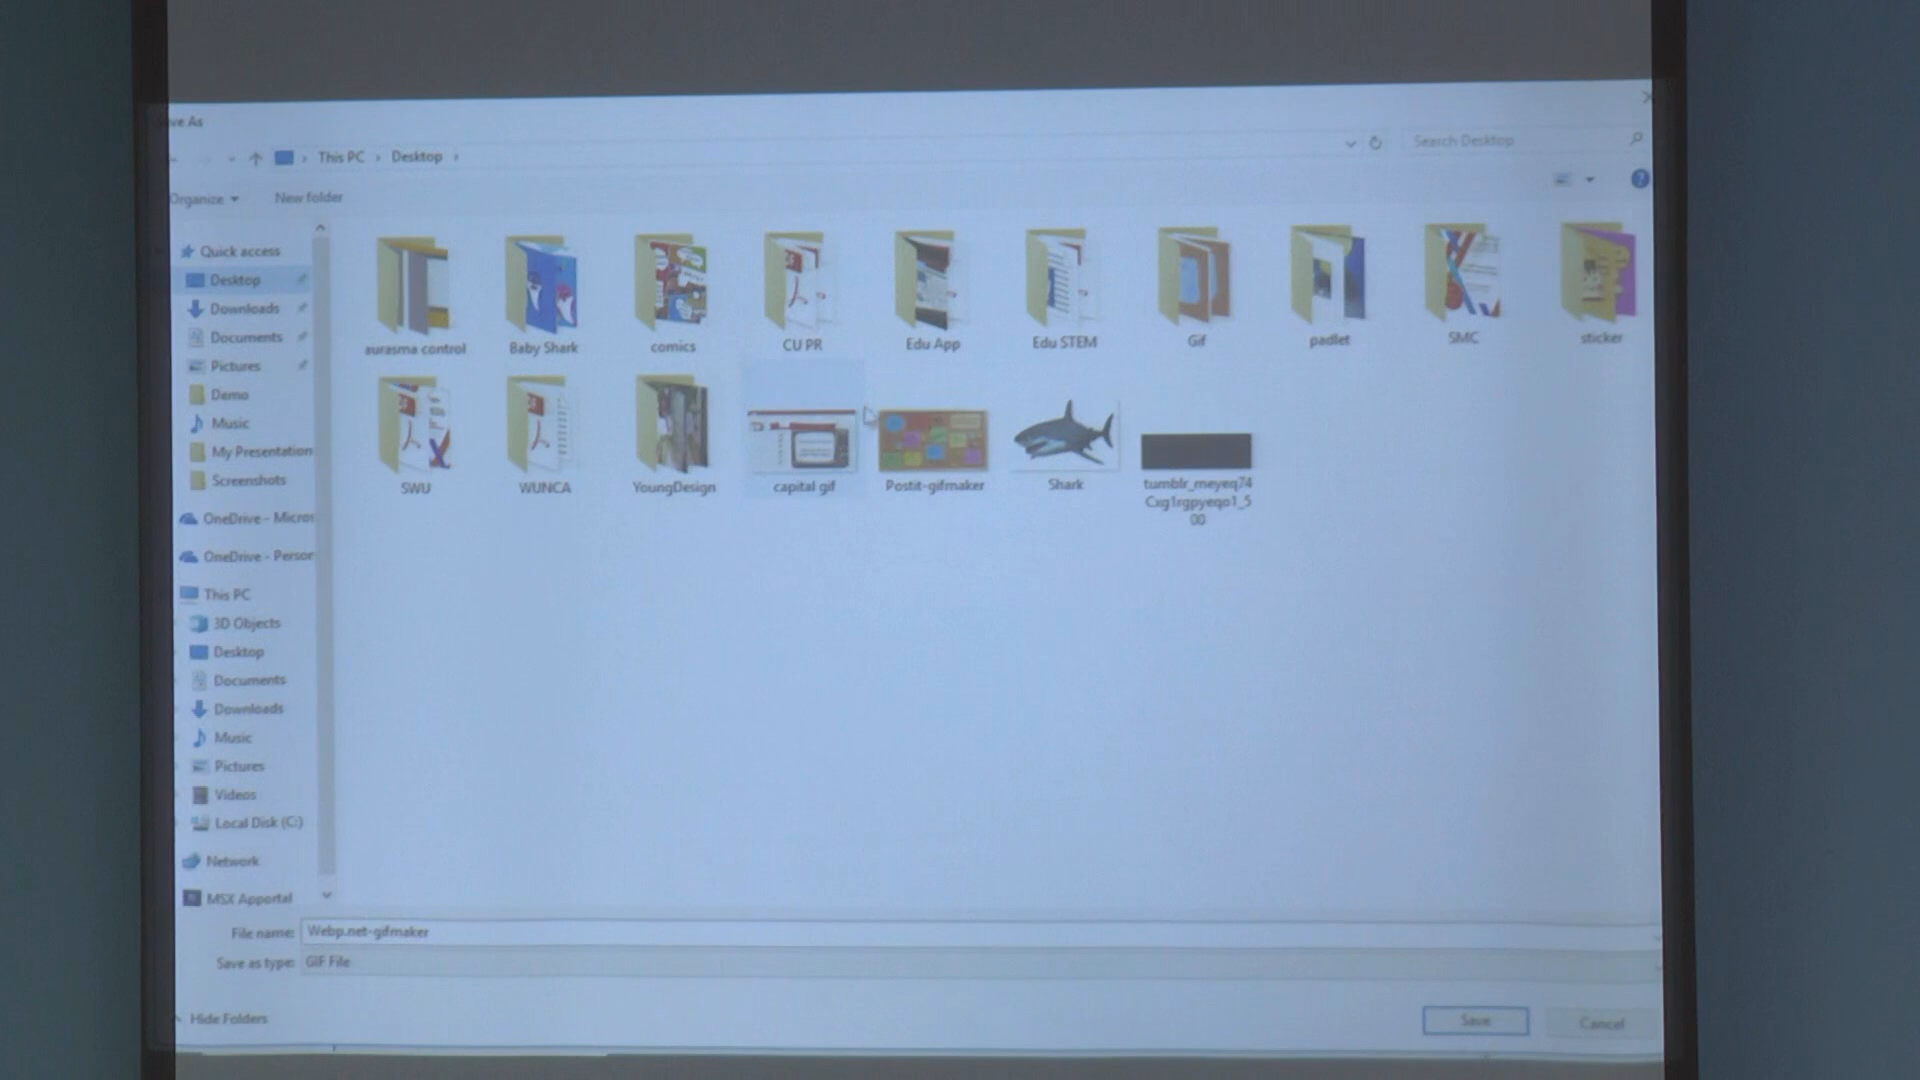 ve As
This PC › Desktop ›
Search Desktop
Organize
New folder
Quick access
Desktop
Downloads
Documents
Pictures
Demo
Music
My Presentation
Screenshots
OneDrive - Micros
OneDrive - Person
This PC
3D Objects
Desktop
Documents
Downloads
Music
Pictures
Videos
Local Disk (C:)
Network
MSX Apportal
aurasma control
Baby Shark
comics
CU PR
Edu App
Edu STEM
Gif
padlet
SMC
sticker
SWU
WUNCA
YoungDesign
capital gif
Postit-gifmaker
Shark
tumblr_meyeq74
Cxg1rgpyeqo1_5
00
File name: Webp.net-gifmaker
Save as type: GIF File
Hide Folders
Save
Cancel